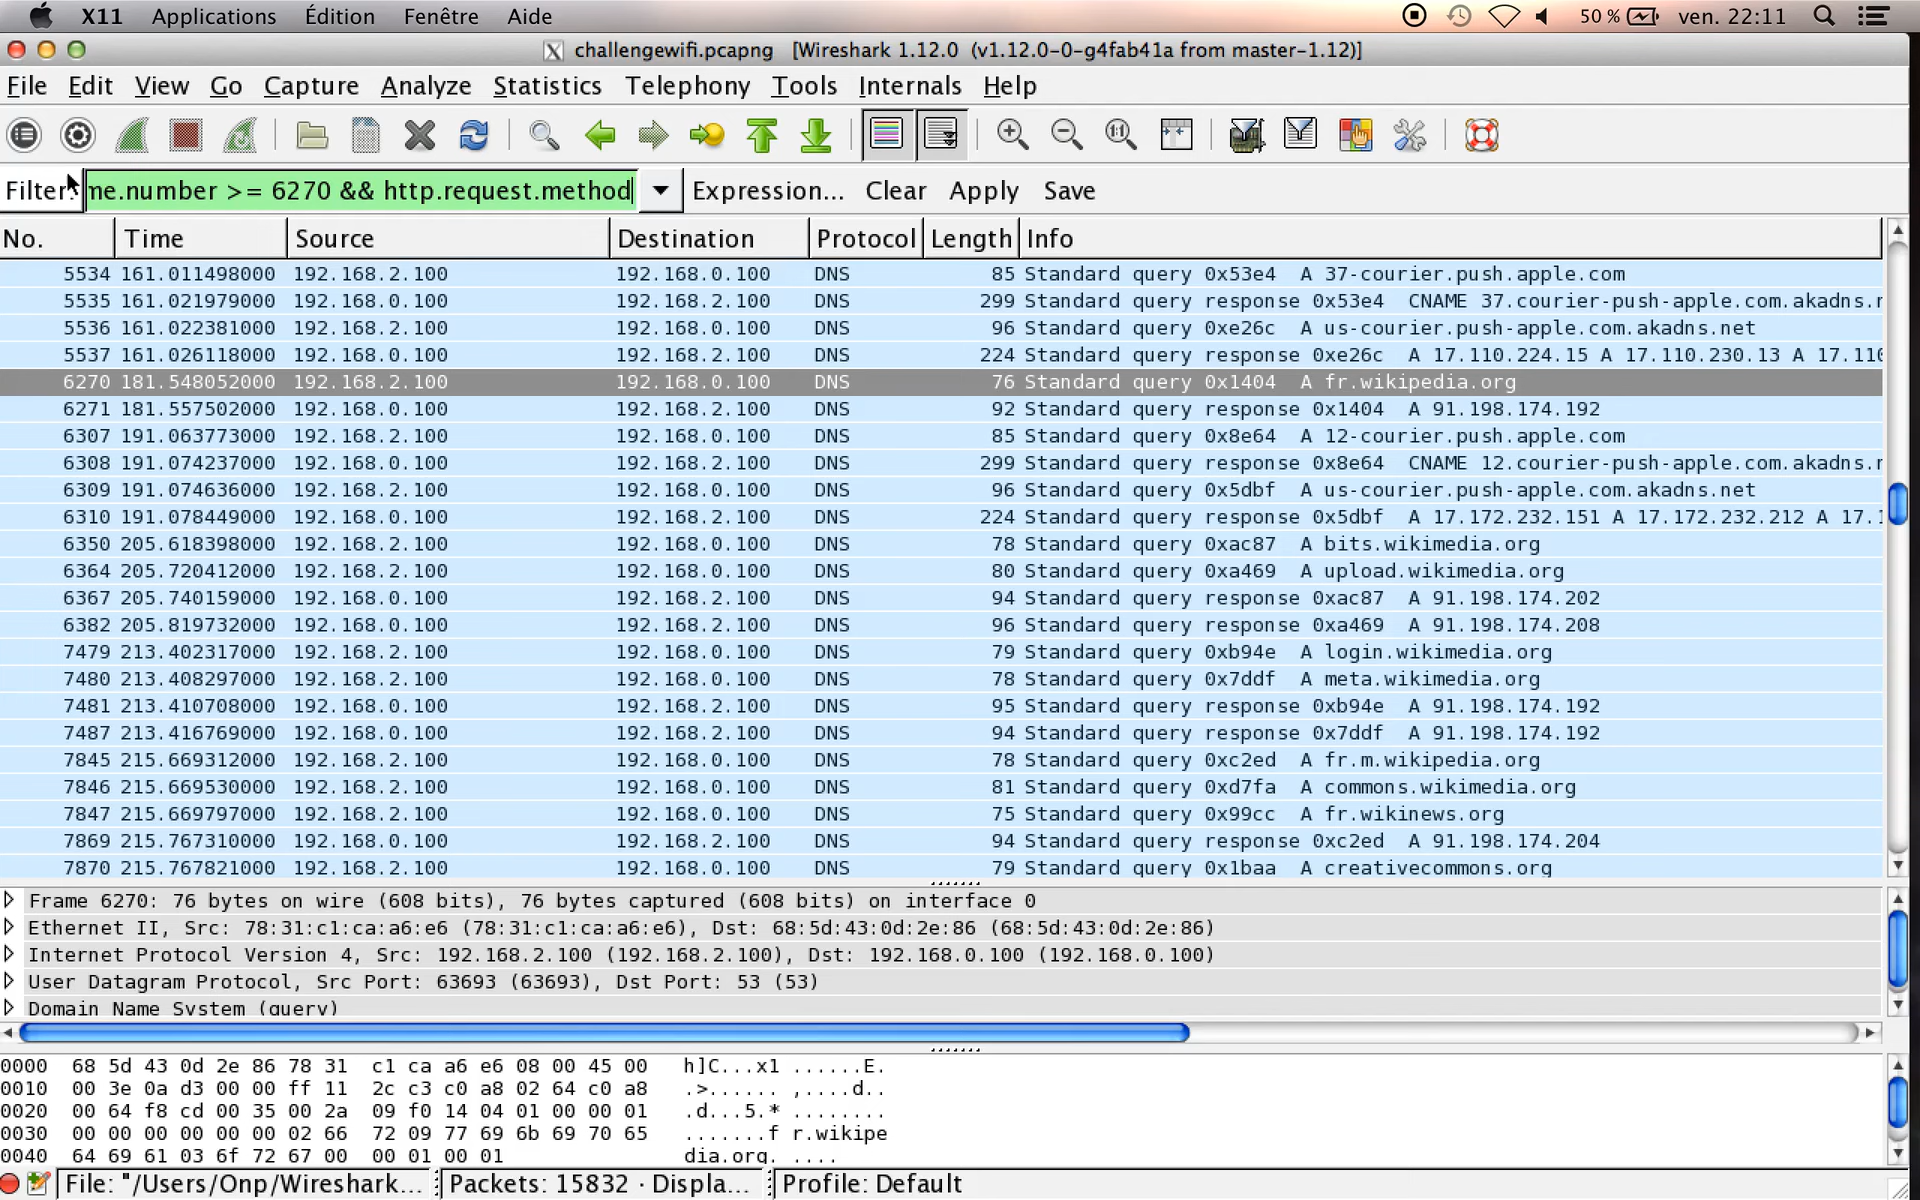 X11 Applications Édition Fenêtre Aide 50 % ven. 22:11
challengewifi.pcapng [Wireshark 1.12.0 (v1.12.0-0-g4fab41a from master-1.12)]
File Edit View Go Capture Analyze Statistics Telephony Tools Internals Help
Filter: me.number >= 6270 && http.request.method Expression... Clear Apply Save
No. Time Source Destination Protocol Length Info
5534 161.011498000 192.168.2.100 192.168.0.100 DNS 85 Standard query 0x53e4 A 37-courier.push.apple.com
5535 161.021979000 192.168.0.100 192.168.2.100 DNS 299 Standard query response 0x53e4 CNAME 37.courier-push-apple.com.akadns.r
5536 161.022381000 192.168.2.100 192.168.0.100 DNS 96 Standard query 0xe26c A us-courier.push-apple.com.akadns.net
5537 161.026118000 192.168.0.100 192.168.2.100 DNS 224 Standard query response 0xe26c A 17.110.224.15 A 17.110.230.13 A 17.110
6270 181.548052000 192.168.2.100 192.168.0.100 DNS 76 Standard query 0x1404 A fr.wikipedia.org
6271 181.557502000 192.168.0.100 192.168.2.100 DNS 92 Standard query response 0x1404 A 91.198.174.192
6307 191.063773000 192.168.2.100 192.168.0.100 DNS 85 Standard query 0x8e64 A 12-courier.push.apple.com
6308 191.074237000 192.168.0.100 192.168.2.100 DNS 299 Standard query response 0x8e64 CNAME 12.courier-push-apple.com.akadns.r
6309 191.074636000 192.168.2.100 192.168.0.100 DNS 96 Standard query 0x5dbf A us-courier.push-apple.com.akadns.net
6310 191.078449000 192.168.0.100 192.168.2.100 DNS 224 Standard query response 0x5dbf A 17.172.232.151 A 17.172.232.212 A 17.1
6350 205.618398000 192.168.2.100 192.168.0.100 DNS 78 Standard query 0xac87 A bits.wikimedia.org
6364 205.720412000 192.168.2.100 192.168.0.100 DNS 80 Standard query 0xa469 A upload.wikimedia.org
6367 205.740159000 192.168.0.100 192.168.2.100 DNS 94 Standard query response 0xac87 A 91.198.174.202
6382 205.819732000 192.168.0.100 192.168.2.100 DNS 96 Standard query response 0xa469 A 91.198.174.208
7479 213.402317000 192.168.2.100 192.168.0.100 DNS 79 Standard query 0xb94e A login.wikimedia.org
7480 213.408297000 192.168.2.100 192.168.0.100 DNS 78 Standard query 0x7ddf A meta.wikimedia.org
7481 213.410708000 192.168.0.100 192.168.2.100 DNS 95 Standard query response 0xb94e A 91.198.174.192
7487 213.416769000 192.168.0.100 192.168.2.100 DNS 94 Standard query response 0x7ddf A 91.198.174.192
7845 215.669312000 192.168.2.100 192.168.0.100 DNS 78 Standard query 0xc2ed A fr.m.wikipedia.org
7846 215.669530000 192.168.2.100 192.168.0.100 DNS 81 Standard query 0xd7fa A commons.wikimedia.org
7847 215.669797000 192.168.2.100 192.168.0.100 DNS 75 Standard query 0x99cc A fr.wikinews.org
7869 215.767310000 192.168.0.100 192.168.2.100 DNS 94 Standard query response 0xc2ed A 91.198.174.204
7870 215.767821000 192.168.2.100 192.168.0.100 DNS 79 Standard query 0x1baa A creativecommons.org
Frame 6270: 76 bytes on wire (608 bits), 76 bytes captured (608 bits) on interface 0
Ethernet II, Src: 78:31:c1:ca:a6:e6 (78:31:c1:ca:a6:e6), Dst: 68:5d:43:0d:2e:86 (68:5d:43:0d:2e:86)
Internet Protocol Version 4, Src: 192.168.2.100 (192.168.2.100), Dst: 192.168.0.100 (192.168.0.100)
User Datagram Protocol, Src Port: 63693 (63693), Dst Port: 53 (53)
Domain Name System (query)
0000 68 5d 43 0d 2e 86 78 31 c1 ca a6 e6 08 00 45 00 h]C...x1 ......E.
0010 00 3e 0a d3 00 00 ff 11 2c c3 c0 a8 02 64 c0 a8 .>...... ,....d..
0020 00 64 f8 cd 00 35 00 2a 09 f0 14 04 01 00 00 01 .d...5.* ........
0030 00 00 00 00 00 00 02 66 72 09 77 69 6b 69 70 65 .......f r.wikipe
0040 64 69 61 03 6f 72 67 00 00 01 00 01 dia.org. ....
File: "/Users/Onp/Wireshark... Packets: 15832 · Displa... Profile: Default